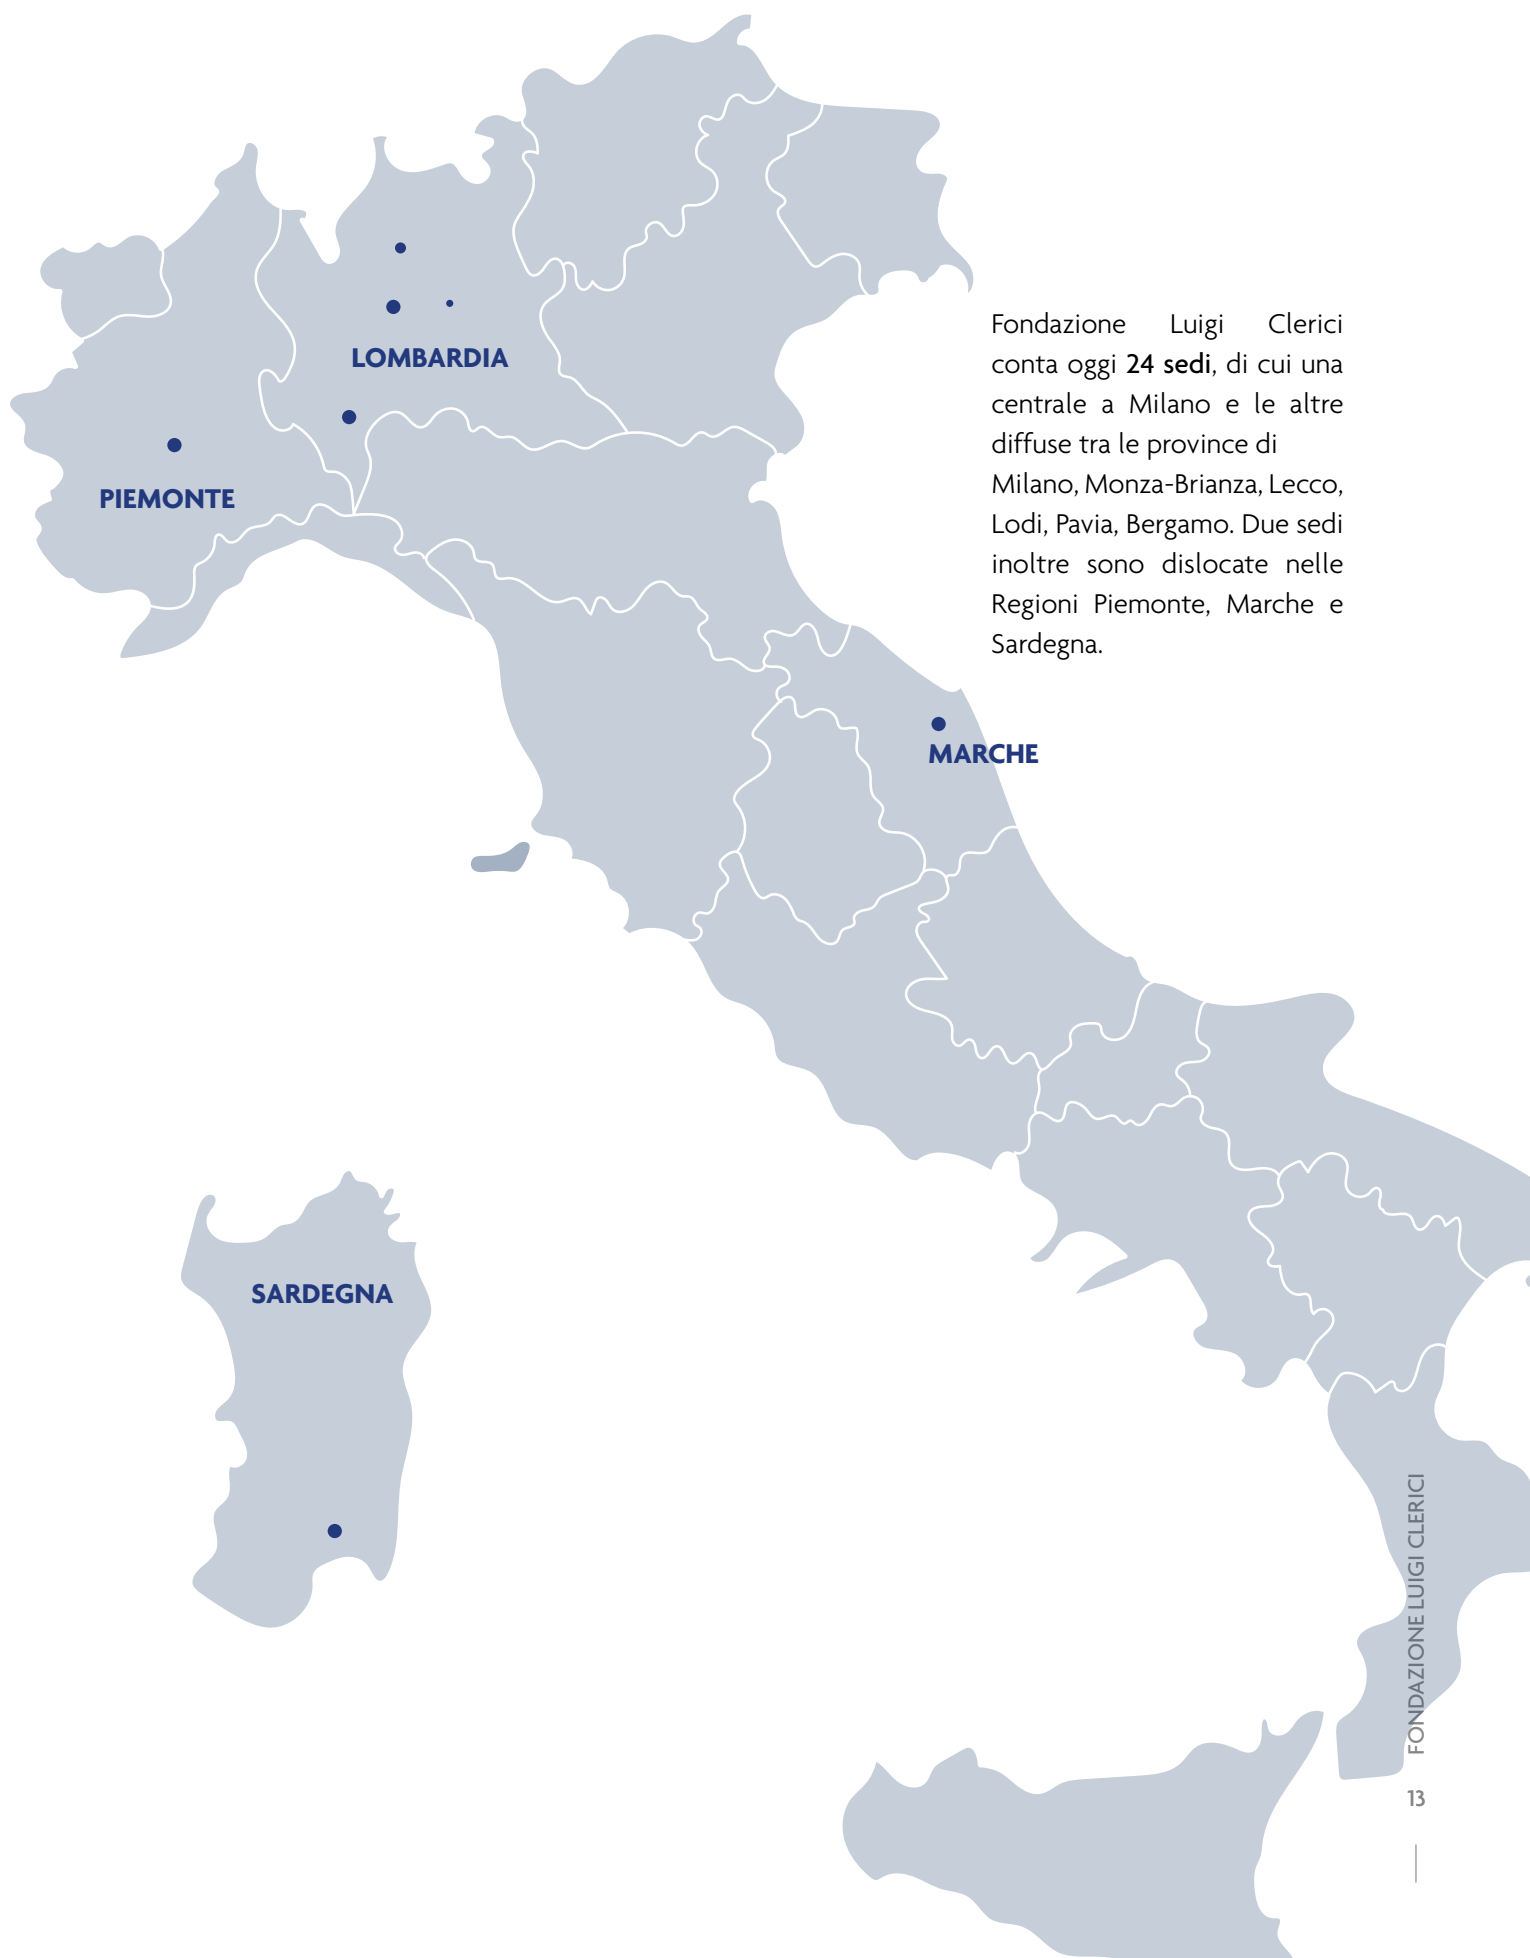 Fondazione Luigi Clerici
conta oggi 24 sedi, di cui una
centrale a Milano e le altre
diffuse tra le province di
Milano, Monza-Brianza, Lecco,
Lodi, Pavia, Bergamo. Due sedi
inoltre sono dislocate nelle
Regioni Piemonte, Marche e
Sardegna.
LOMBARDIA
PIEMONTE
MARCHE
SARDEGNA
FONDAZIONE LUIGI CLERICI
13